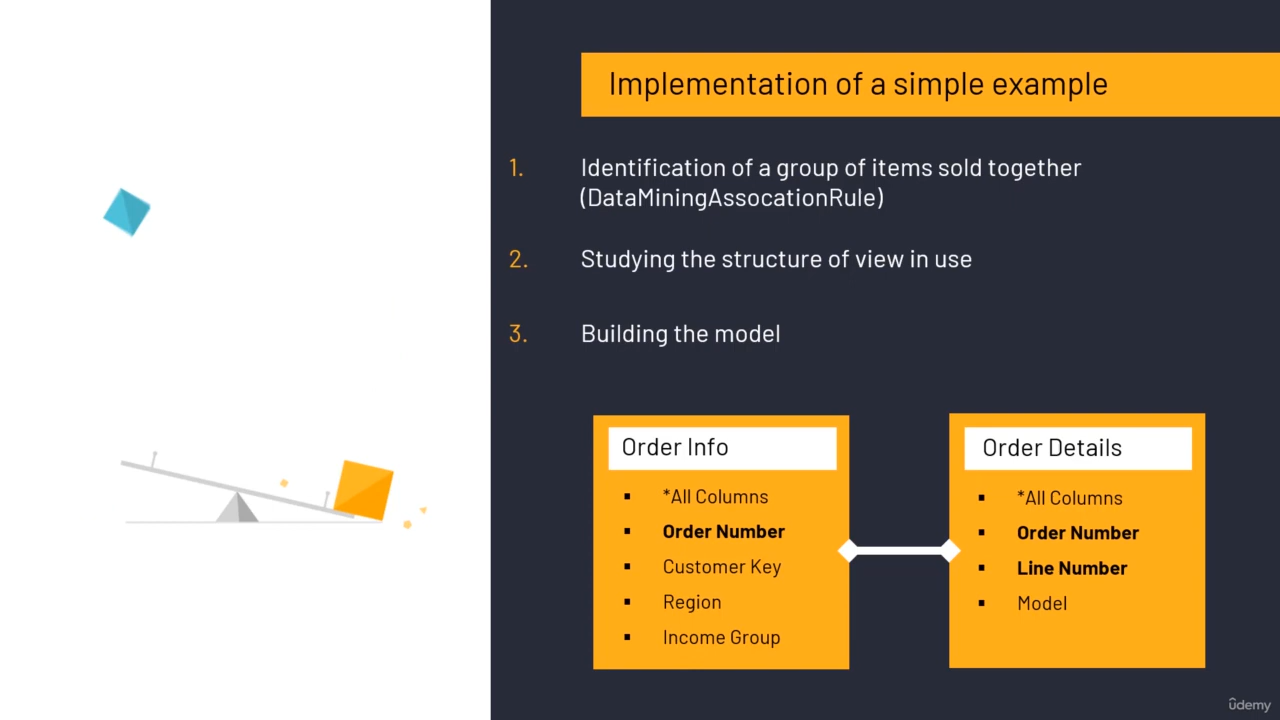 Implementation of a simple example
1. Identification of a group of items sold together
(DataMiningAssocationRule)
2. Studying the structure of view in use
3. Building the model
Order Info
▪ *All Columns
▪ Order Number
▪ Customer Key
▪ Region
▪ Income Group
Order Details
▪ *All Columns
▪ Order Number
▪ Line Number
▪ Model
ûdemy